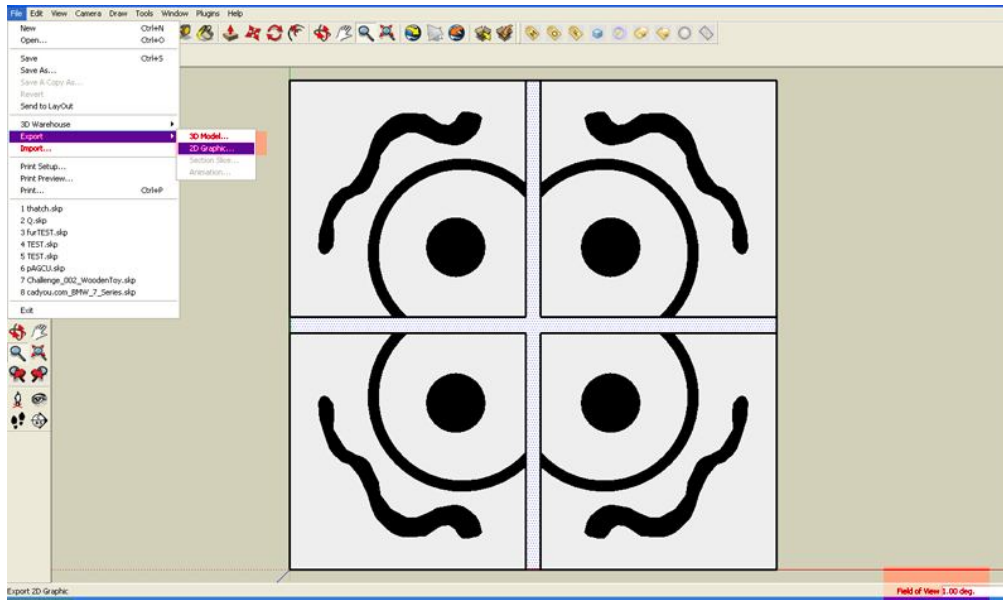 File Edit View Camera Draw Tools Window Plugins Help
New Ctrl+N
Open... Ctrl+O
Save Ctrl+S
Save As...
Save A Copy As...
Revert
Send to LayOut
3D Warehouse
Export
Import...
3D Model...
2D Graphic...
Section Slice...
Animation...
Print Setup...
Print Preview...
Print... Ctrl+P
1 thatch.skp
2 Q.skp
3 furTEST.skp
4 TEST.skp
5 TEST.skp
6 pAGCU.skp
7 Challenge_002_WoodenToy.skp
8 cadyou.com_BMW_7_Series.skp
Exit
Export 2D Graphic
Field of View 1.00 deg.